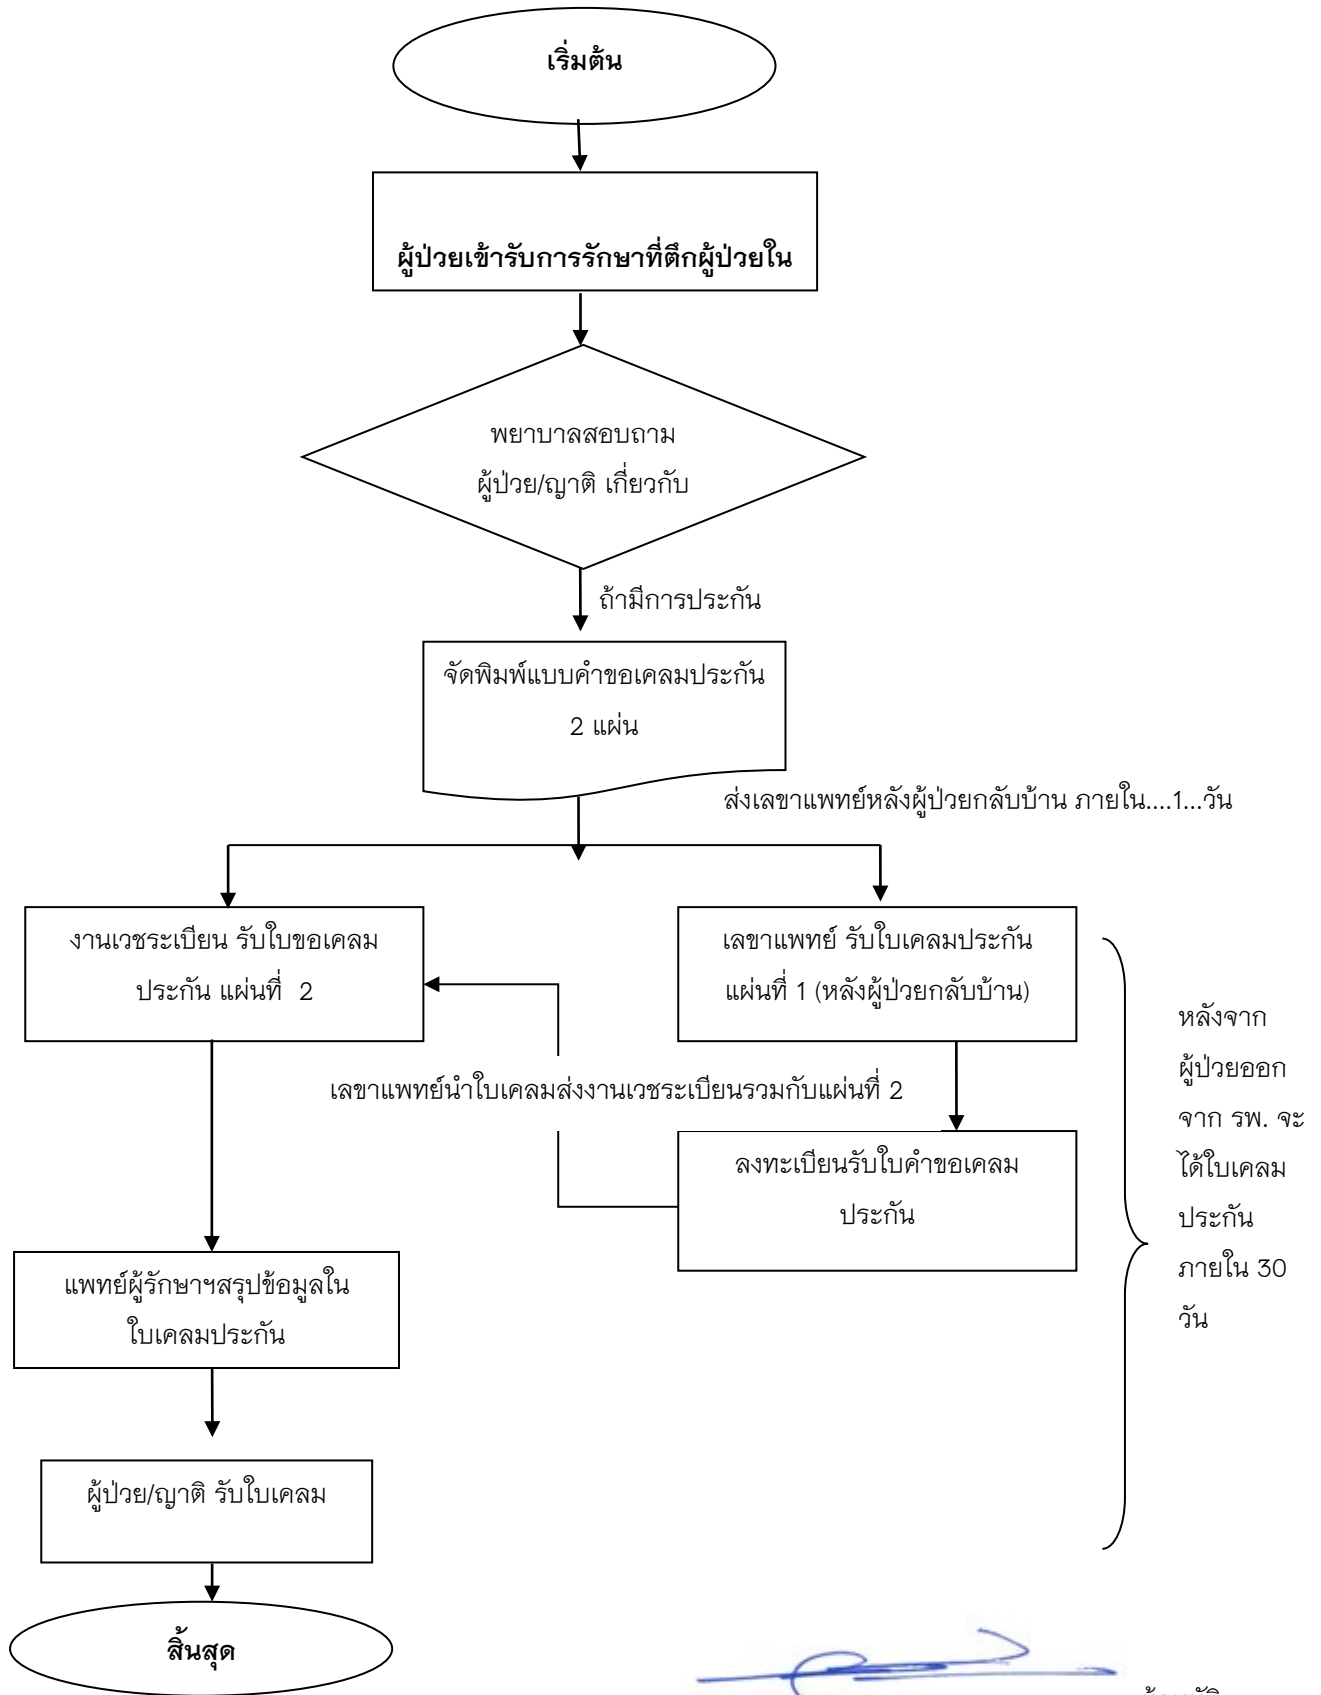 เริ่มต้น
ผู้ป่วยเข้ารับการรักษาที่ตึกผู้ป่วยใน
พยาบาลสอบถาม
ผู้ป่วย/ญาติ เกี่ยวกับ
ถ้ามีการประกัน
จัดพิมพ์แบบคำขอเคลมประกัน
2 แผ่น
ส่งเลขาแพทย์หลังผู้ป่วยกลับบ้าน ภายใน....1...วัน
งานเวชระเบียน รับใบขอเคลม
ประกัน แผ่นที่ 2
เลขาแพทย์ รับใบเคลมประกัน
แผ่นที่ 1 (หลังผู้ป่วยกลับบ้าน)
เลขาแพทย์นำใบเคลมส่งงานเวชระเบียนรวมกับแผ่นที่ 2
ลงทะเบียนรับใบคำขอเคลม
ประกัน
หลังจาก
ผู้ป่วยออก
จาก รพ. จะ
ได้ใบเคลม
ประกัน
ภายใน 30
วัน
แพทย์ผู้รักษาฯสรุปข้อมูลใน
ใบเคลมประกัน
ผู้ป่วย/ญาติ รับใบเคลม
สิ้นสุด